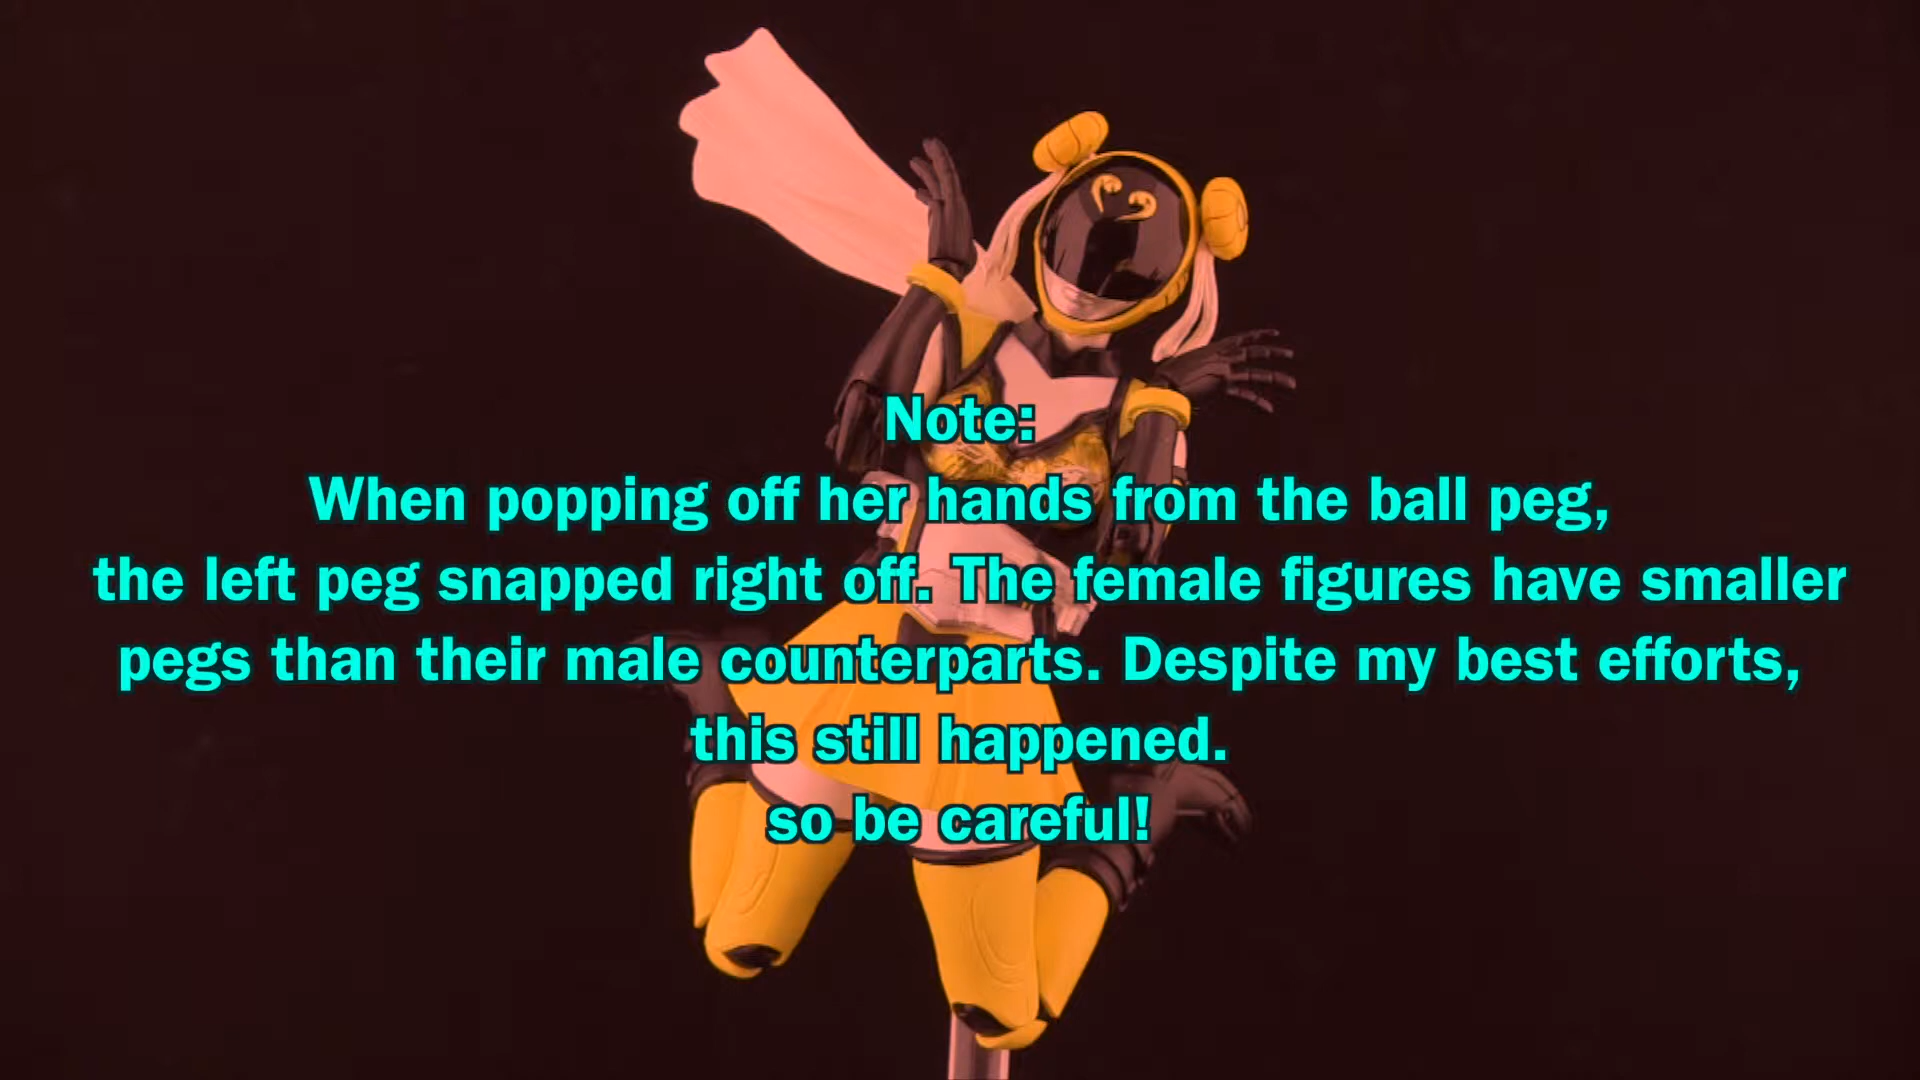 Note:
When popping off her hands from the ball peg,
the left peg snapped right off. The female figures have smaller
pegs than their male counterparts. Despite my best efforts,
this still happened.
so be careful!